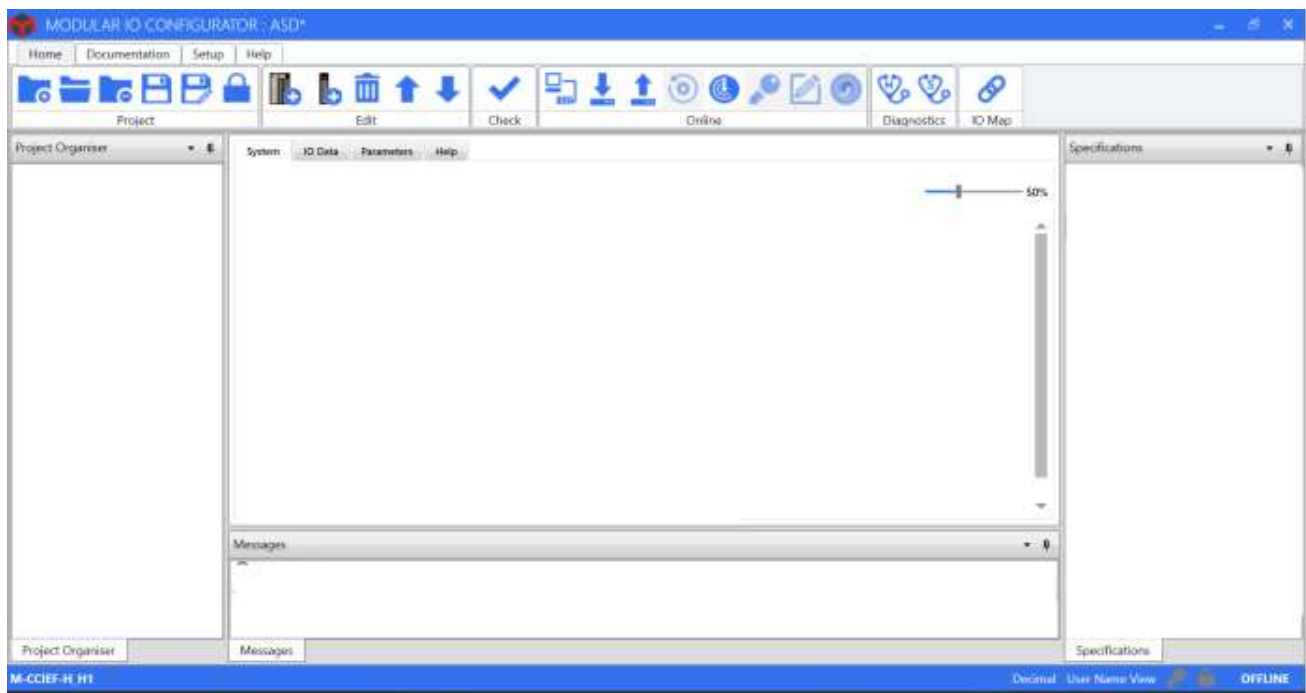 MODULAR IO CONFIGURATOR : ASD*
Home Documentation Setup Help
Project Edit Check Online Diagnostics IO Map
Project Organiser
System IO Data Parameters Help
Specifications
50%
Messages
Project Organiser
Messages
Specifications
M-CCIEF-H_H1
Decimal User Name View OFFLINE